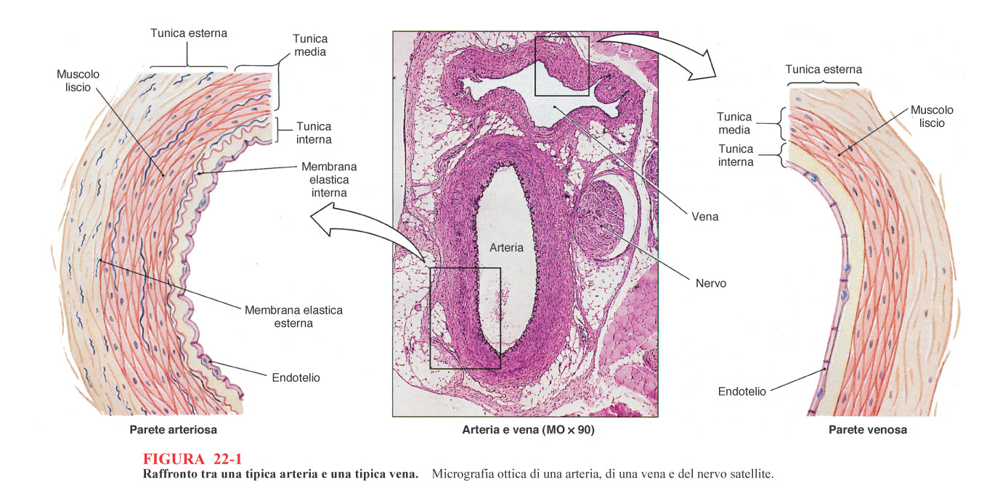 Tunica esterna
Tunica
media
Muscolo
liscio
Tunica
interna
Membrana
elastica
interna
Membrana elastica
esterna
Endotelio
Parete arteriosa
Arteria
Vena
Nervo
Arteria e vena (MO x 90)
Tunica esterna
Tunica
media
Muscolo
liscio
Tunica
interna
Endotelio
Parete venosa
FIGURA 22-1
Raffronto tra una tipica arteria e una tipica vena. Micrografia ottica di una arteria, di una vena e del nervo satellite.